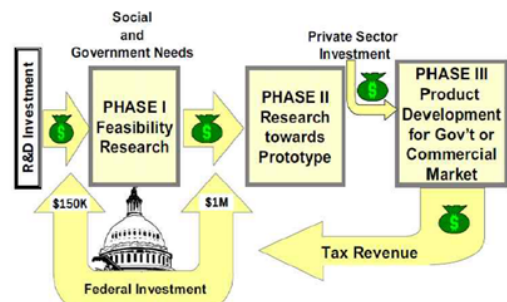 Social
and
Government Needs
Private Sector
Investment
R&D Investment
$
PHASE I
Feasibility
Research
$
PHASE II
Research
towards
Prototype
$
PHASE III
Product
Development
for Gov't or
Commercial
Market
$150K
$1M
$
Tax Revenue
Federal Investment